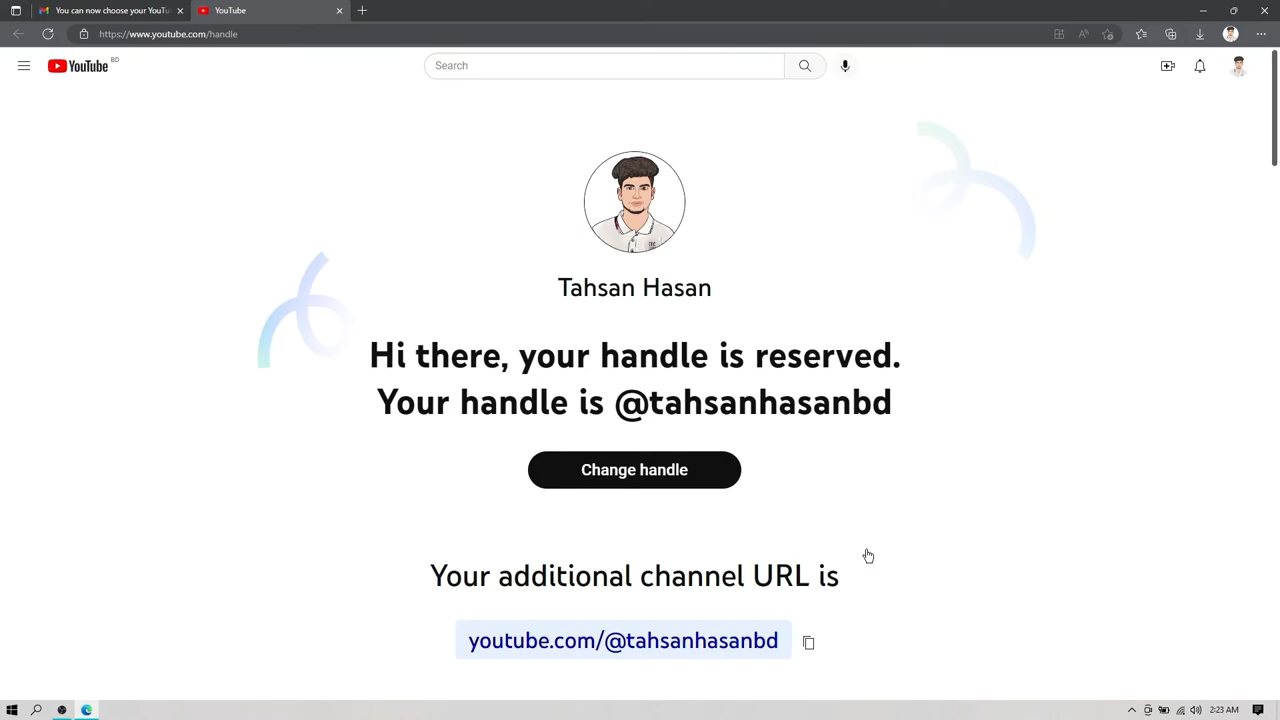 You can now choose your YouTu
YouTube
https://www.youtube.com/handle
YouTube BD
Search
Tahsan Hasan
Hi there, your handle is reserved.
Your handle is @tahsanhasanbd
Change handle
Your additional channel URL is
youtube.com/@tahsanhasanbd
2:23 AM